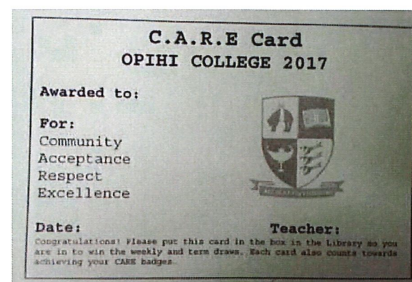 C.A.R.E Card
OPIHI COLLEGE 2017
Awarded to:
For:
Community
Acceptance
Respect
Excellence
Date: Teacher:
Congratulations! Please put this card in the box in the Library so you
are in to win the weekly and term draws. Each card also counts towards
achieving your CARE badges.